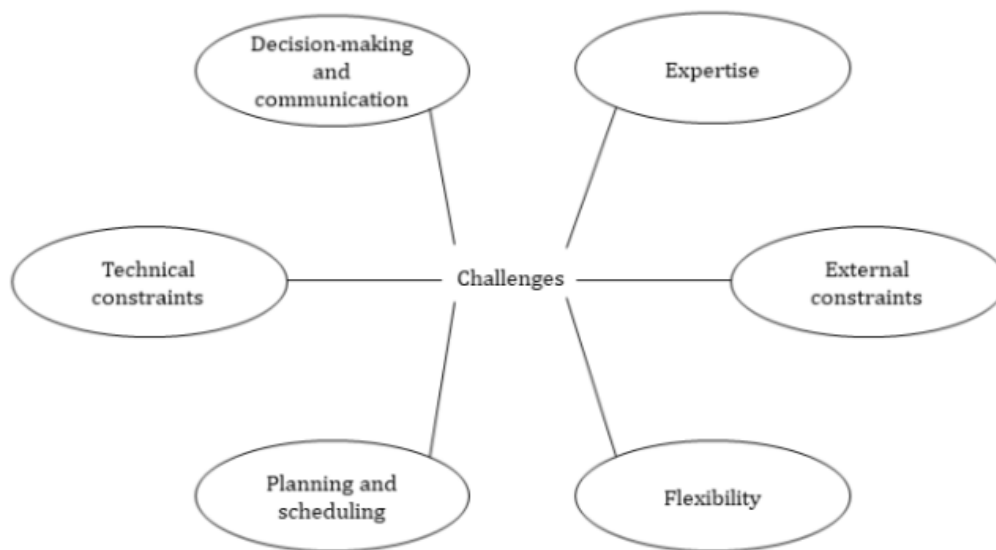 Decision-making
and
communication
Expertise
Technical
constraints
Challenges
External
constraints
Planning and
scheduling
Flexibility